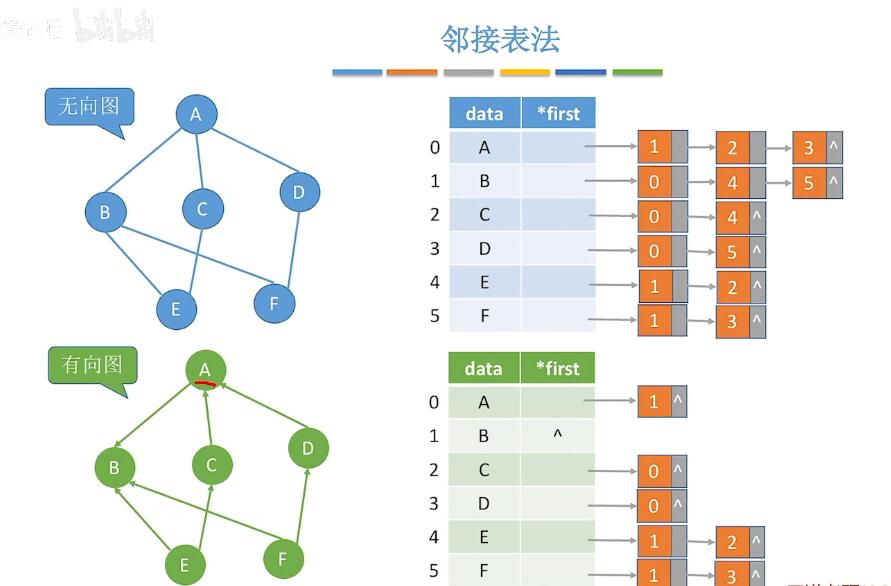 bilibili
邻接表法
无向图
A
B
C
D
E
F
data *first
0 A 1 2 3 ^
1 B 0 4 5 ^
2 C 0 4 ^
3 D 0 5 ^
4 E 1 2 ^
5 F 1 3 ^
有向图
A
B
C
D
E
F
data *first
0 A 1 ^
1 B ^
2 C 0 ^
3 D 0 ^
4 E 1 2 ^
5 F 1 3 ^